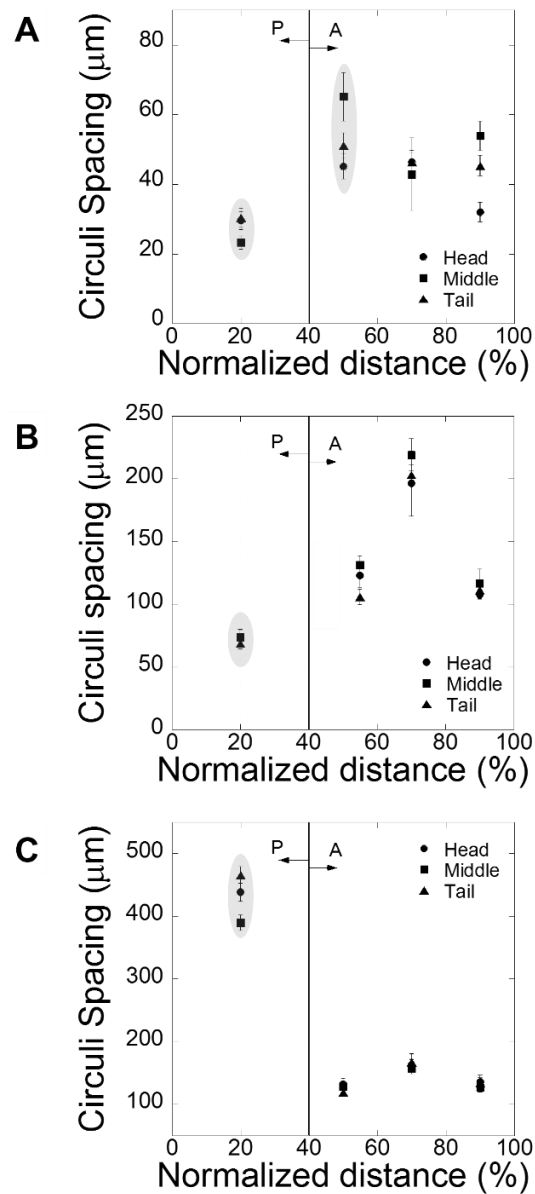 A
Circuli Spacing (μm)
80
60
40
20
0
P
A
Head
Middle
Tail
0 20 40 60 80 100
Normalized distance (%)
B
Circuli spacing (μm)
250
200
150
100
50
0
P
A
Head
Middle
Tail
0 20 40 60 80 100
Normalized distance (%)
C
Circuli Spacing (μm)
500
400
300
200
100
P
A
Head
Middle
Tail
0 20 40 60 80 100
Normalized distance (%)